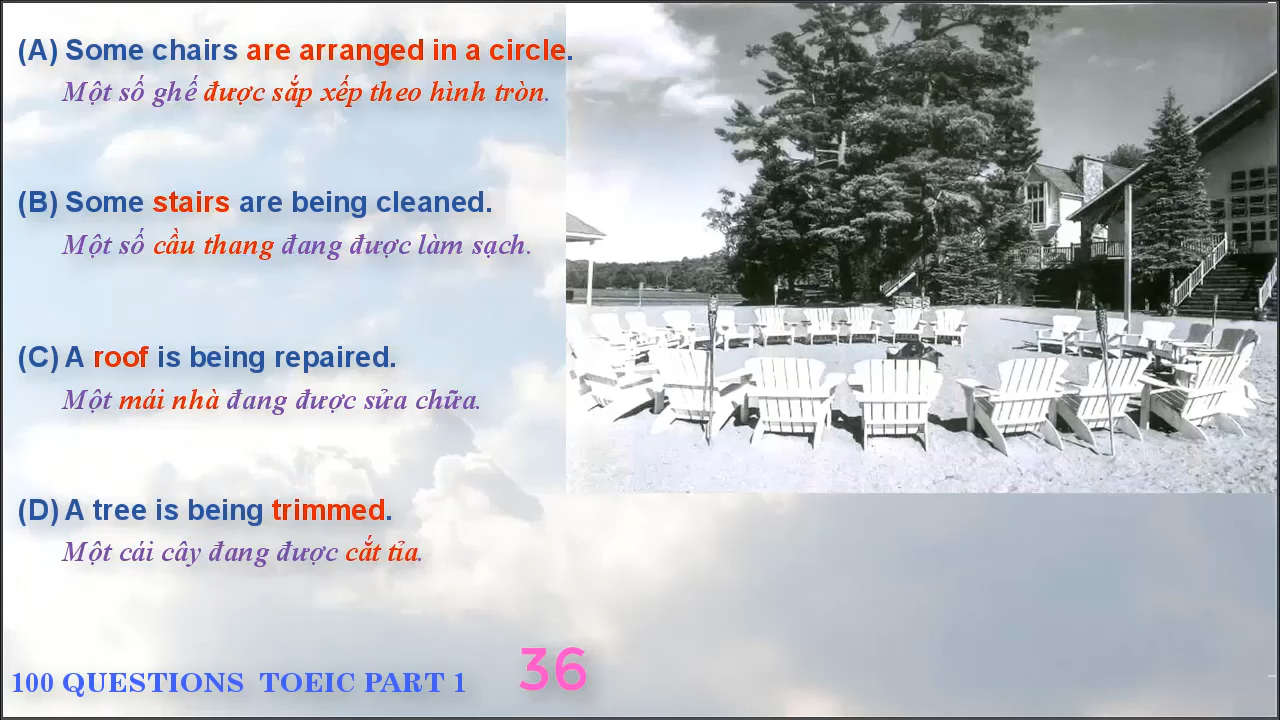 (A) Some chairs are arranged in a circle.
Một số ghế được sắp xếp theo hình tròn.
(B) Some stairs are being cleaned.
Một số cầu thang đang được làm sạch.
(C) A roof is being repaired.
Một mái nhà đang được sửa chữa.
(D) A tree is being trimmed.
Một cái cây đang được cắt tỉa.
100 QUESTIONS TOEIC PART 1
36